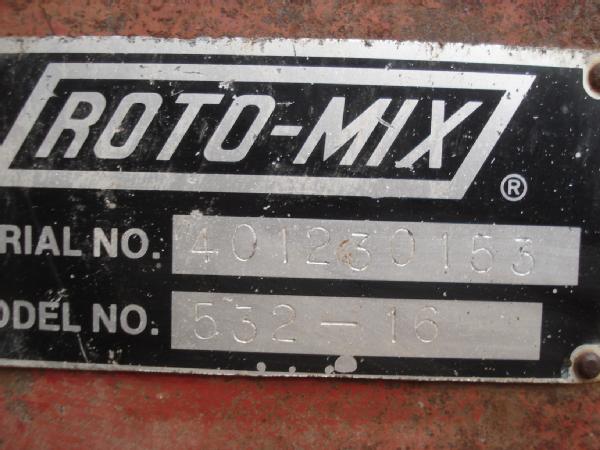 ROTO-MIX ®
RIAL NO. 401230153
ODEL NO. 532-16